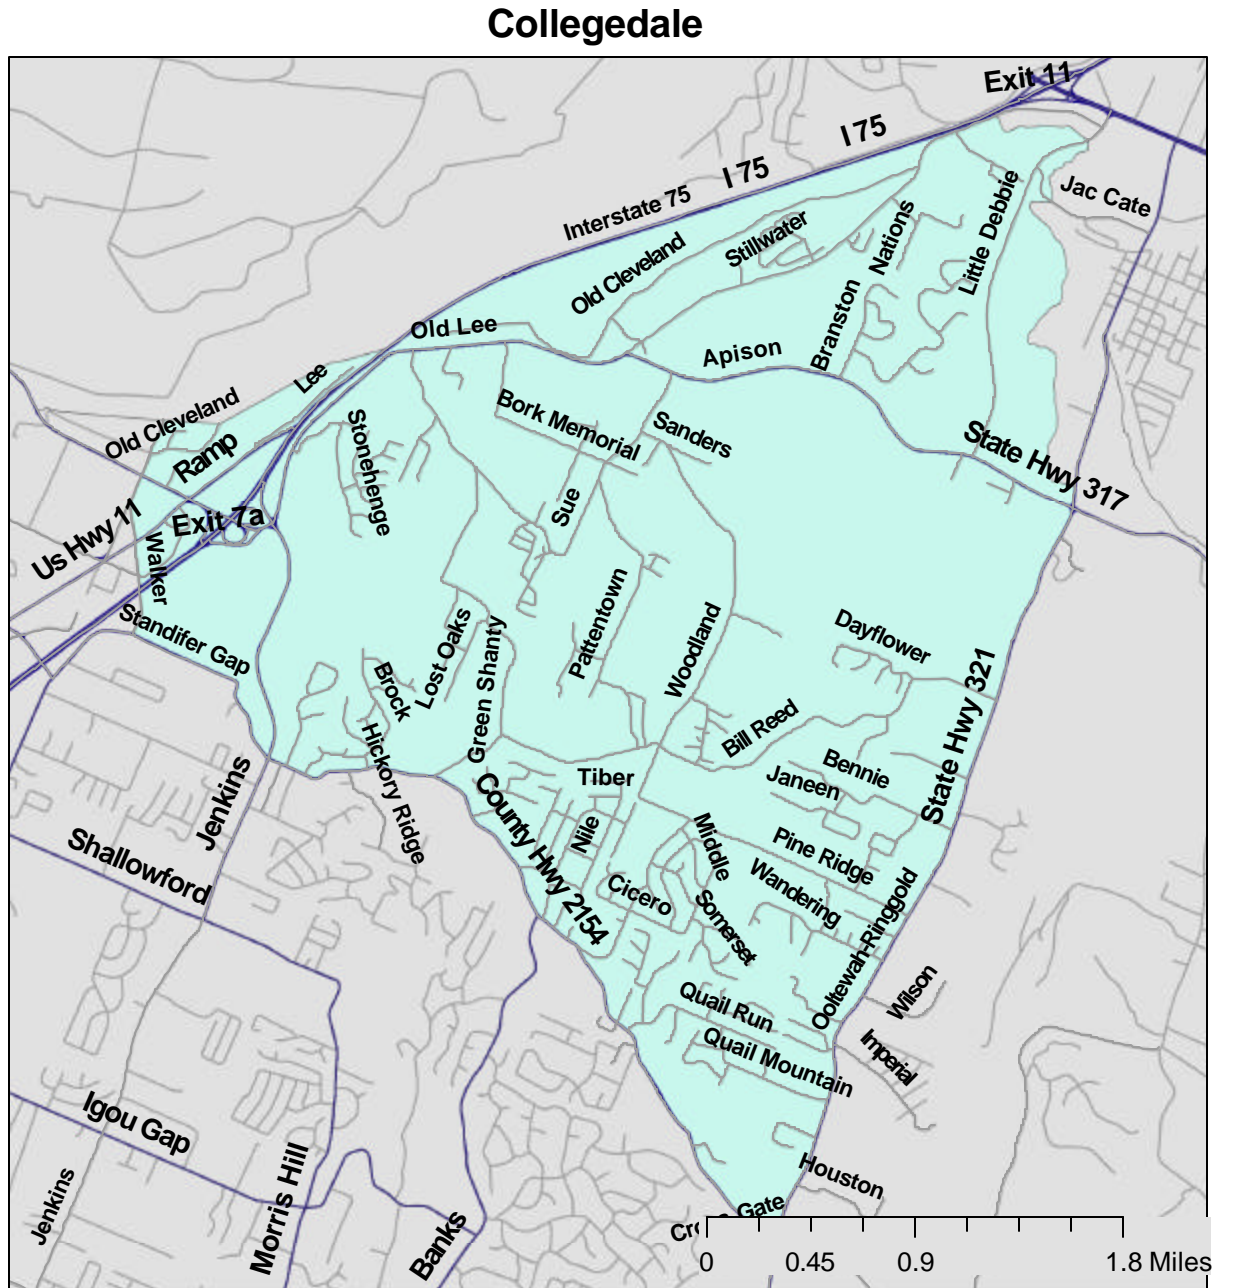 Collegedale
Exit 11
I 75
I 75
Jac Cate
Interstate 75
Little Debbie
Stillwater
Nations
Old Cleveland
Old Lee
Branston
Apison
Lee
Old Cleveland
Bork Memorial
Sanders
State Hwy 317
Ramp
Stonehenge
Sue
Us Hwy 11
Exit 7a
Walker
Standifer Gap
Pattentown
Woodland
Dayflower
Lost Oaks
Green Shanty
Brock
State Hwy 321
Bill Reed
Hickory Ridge
Bennie
Janeen
Tiber
Jenkins
County Hwy 2154
Nile
Middle
Pine Ridge
Shallowford
Wandering
Cicero
Somerset
Ooltewah-Ringgold
Wilson
Quail Run
Quail Mountain
Imperial
Igou Gap
Houston
Jenkins
Morris Hill
Banks
Gate
0 0.45 0.9 1.8 Miles